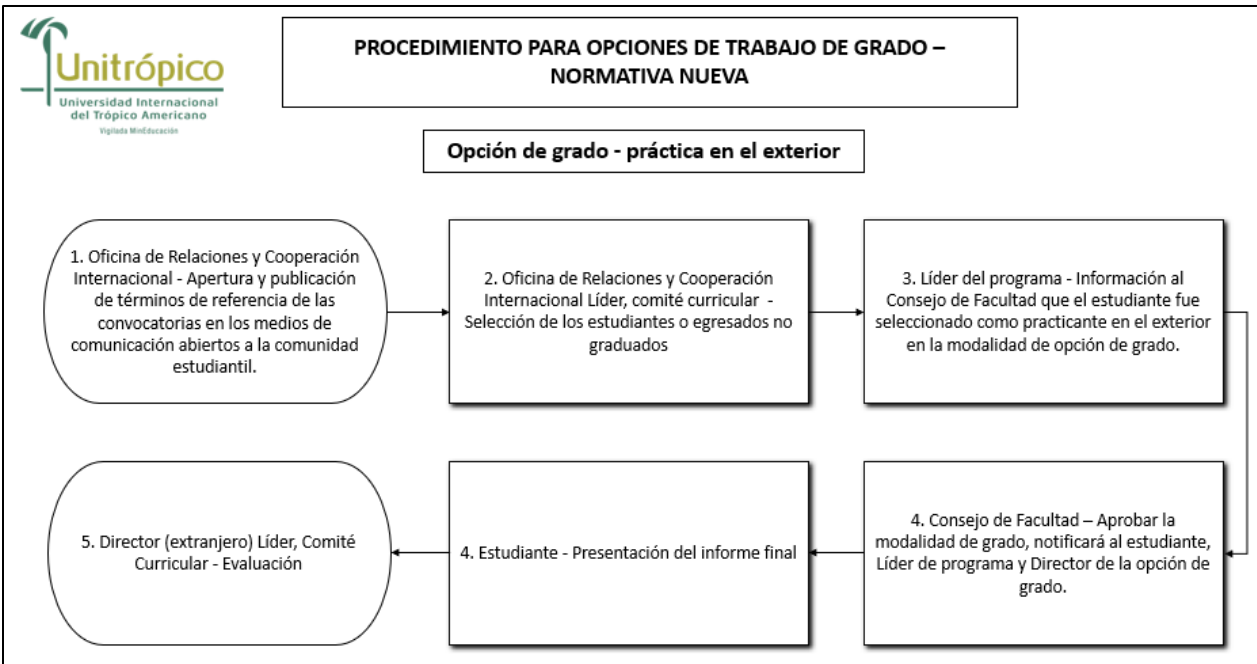 Unitrópico
Universidad Internacional
del Trópico Americano
Vigilada MinEducación
PROCEDIMIENTO PARA OPCIONES DE TRABAJO DE GRADO –
NORMATIVA NUEVA
Opción de grado - práctica en el exterior
1. Oficina de Relaciones y Cooperación
Internacional - Apertura y publicación
de términos de referencia de las
convocatorias en los medios de
comunicación abiertos a la comunidad
estudiantil.
2. Oficina de Relaciones y Cooperación
Internacional Líder, comité curricular -
Selección de los estudiantes o egresados no
graduados
3. Líder del programa - Información al
Consejo de Facultad que el estudiante fue
seleccionado como practicante en el exterior
en la modalidad de opción de grado.
4. Consejo de Facultad – Aprobar la
modalidad de grado, notificará al estudiante,
Líder de programa y Director de la opción de
grado.
4. Estudiante - Presentación del informe final
5. Director (extranjero) Líder, Comité
Curricular - Evaluación